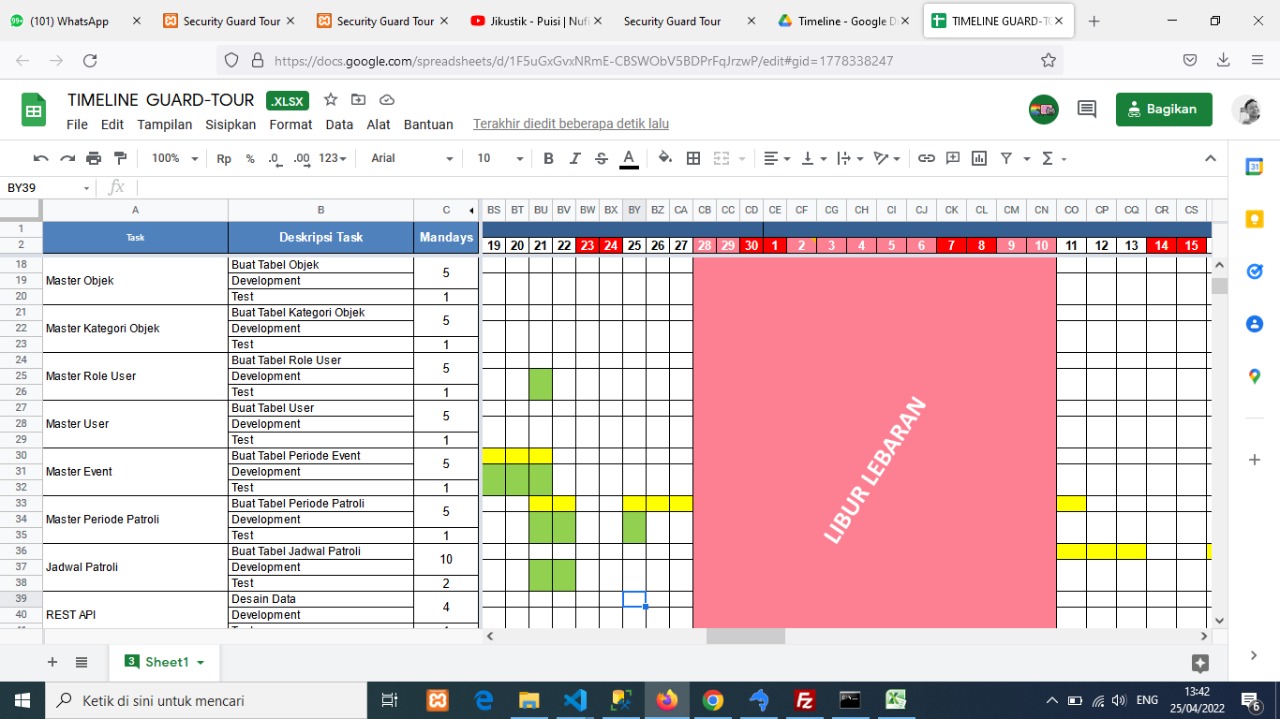 (101) WhatsApp
Security Guard Tour
Security Guard Tour
Jikustik - Puisi | Nufi
Security Guard Tour
Timeline - Google D
TIMELINE GUARD-TO
https://docs.google.com/spreadsheets/d/1F5uGxGvxNRmE-CBSWObV5BDPrFqJrzwP/edit#gid=1778338247
TIMELINE GUARD-TOUR .XLSX
File Edit Tampilan Sisipkan Format Data Alat Bantuan Terakhir diedit beberapa detik lalu
Bagikan
100% Rp % .0 .00 123 Arial 10 B I S A Σ
31
BY39 fx
A B C BS BT BU BV BW BX BY BZ CA CB CC CD CE CF CG CH CI CJ CK CL CM CN CO CP CQ CR CS
1
2
Task Deskripsi Task Mandays
19 20 21 22 23 24 25 26 27 28 29 30 1 2 3 4 5 6 7 8 9 10 11 12 13 14 15
18 Buat Tabel Objek 5
19 Master Objek Development
20 Test 1
21 Buat Tabel Kategori Objek 5
22 Master Kategori Objek Development
23 Test 1
24 Buat Tabel Role User 5
25 Master Role User Development
26 Test 1
27 Buat Tabel User 5
28 Master User Development
29 Test 1
30 Buat Tabel Periode Event 5
31 Master Event Development
32 Test 1
33 Buat Tabel Periode Patroli 5
34 Master Periode Patroli Development
35 Test 1
36 Buat Tabel Jadwal Patroli 10
37 Jadwal Patroli Development
38 Test 2
39 Desain Data 4
40 REST API Development
LIBUR LEBARAN
3 Sheet1
Ketik di sini untuk mencari
ENG
13:42
25/04/2022
6